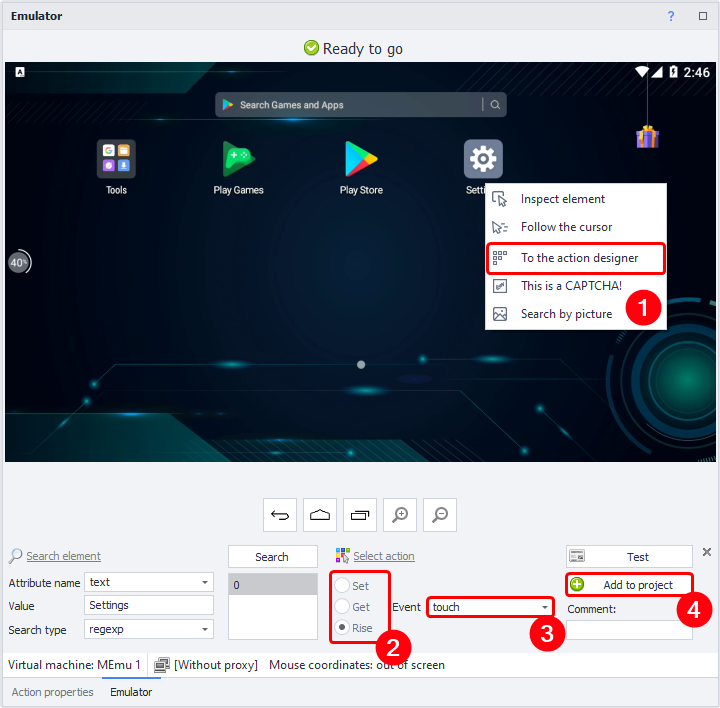 Emulator
?
Ready to go
A
2:46
Search Games and Apps
Tools
Play Games
Play Store
Setti
Inspect element
Follow the cursor
40%
To the action designer
This is a CAPTCHA!
Search by picture
1
Search element
Search
Select action
Test
Attribute name
text
0
Set
Add to project
Value
Settings
Get
Event
touch
Comment:
4
Search type
regexp
Rise
2
3
Virtual machine: MEmu 1
[Without proxy]
Mouse coordinates: out of screen
Action properties
Emulator